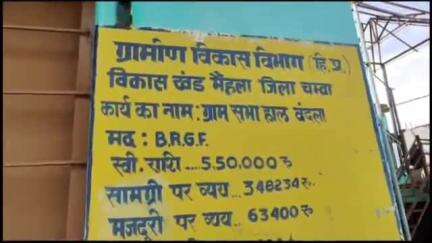 ग्रामीण विकास विभाग (हि.प्र.)
विकास खंड मैंहला जिला चम्बा
कार्य का नाम : ग्राम सभा हाल बंदला
मद : B.R.G.F.
स्वी. राशि ....5,50,000 रु
सामग्री पर व्यय... 348234 रु..
मजदूरी पर व्यय.. 63400 रु.